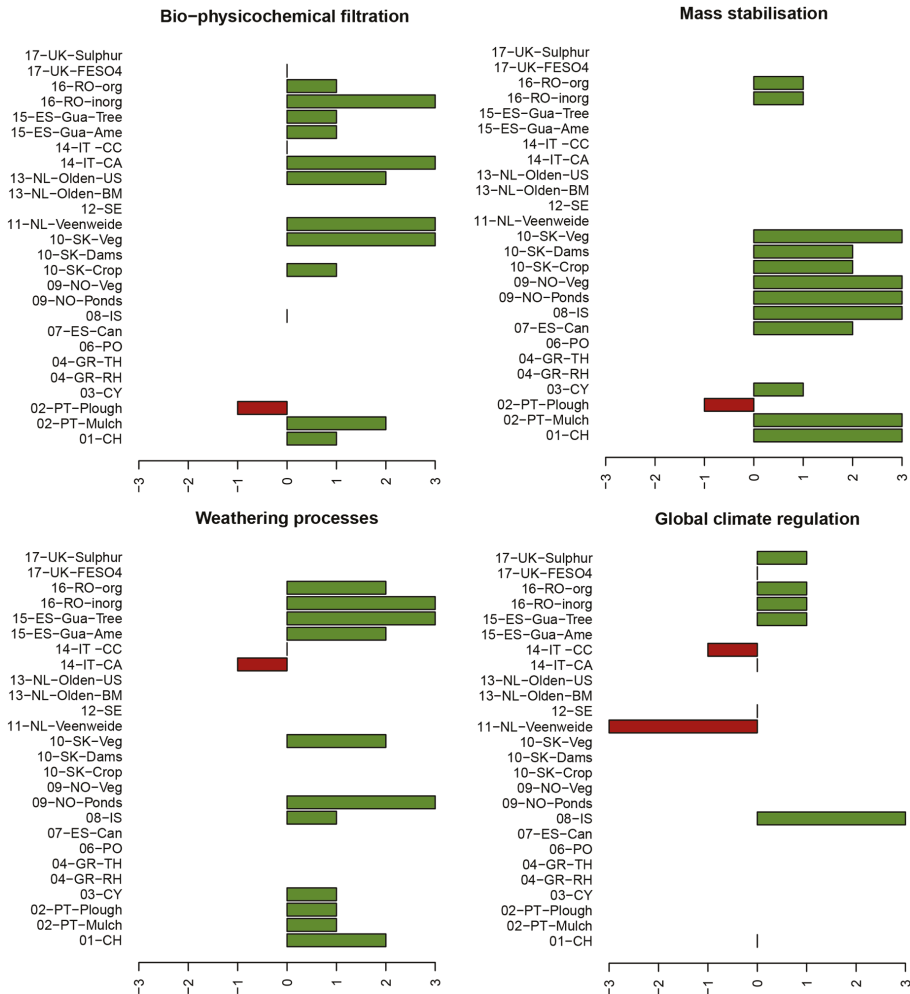 Bio−physicochemical filtration
17−UK−Sulphur
17−UK−FESO4
16−RO−org
16−RO−inorg
15−ES−Gua−Tree
15−ES−Gua−Ame
14−IT −CC
14−IT−CA
13−NL−Olden−US
13−NL−Olden−BM
12−SE
11−NL−Veenweide
10−SK−Veg
10−SK−Dams
10−SK−Crop
09−NO−Veg
09−NO−Ponds
08−IS
07−ES−Can
06−PO
04−GR−TH
04−GR−RH
03−CY
02−PT−Plough
02−PT−Mulch
01−CH
−3 −2 −1 0 1 2 3
Mass stabilisation
17−UK−Sulphur
17−UK−FESO4
16−RO−org
16−RO−inorg
15−ES−Gua−Tree
15−ES−Gua−Ame
14−IT −CC
14−IT−CA
13−NL−Olden−US
13−NL−Olden−BM
12−SE
11−NL−Veenweide
10−SK−Veg
10−SK−Dams
10−SK−Crop
09−NO−Veg
09−NO−Ponds
08−IS
07−ES−Can
06−PO
04−GR−TH
04−GR−RH
03−CY
02−PT−Plough
02−PT−Mulch
01−CH
−3 −2 −1 0 1 2 3
Weathering processes
17−UK−Sulphur
17−UK−FESO4
16−RO−org
16−RO−inorg
15−ES−Gua−Tree
15−ES−Gua−Ame
14−IT −CC
14−IT−CA
13−NL−Olden−US
13−NL−Olden−BM
12−SE
11−NL−Veenweide
10−SK−Veg
10−SK−Dams
10−SK−Crop
09−NO−Veg
09−NO−Ponds
08−IS
07−ES−Can
06−PO
04−GR−TH
04−GR−RH
03−CY
02−PT−Plough
02−PT−Mulch
01−CH
−3 −2 −1 0 1 2 3
Global climate regulation
17−UK−Sulphur
17−UK−FESO4
16−RO−org
16−RO−inorg
15−ES−Gua−Tree
15−ES−Gua−Ame
14−IT −CC
14−IT−CA
13−NL−Olden−US
13−NL−Olden−BM
12−SE
11−NL−Veenweide
10−SK−Veg
10−SK−Dams
10−SK−Crop
09−NO−Veg
09−NO−Ponds
08−IS
07−ES−Can
06−PO
04−GR−TH
04−GR−RH
03−CY
02−PT−Plough
02−PT−Mulch
01−CH
−3 −2 −1 0 1 2 3